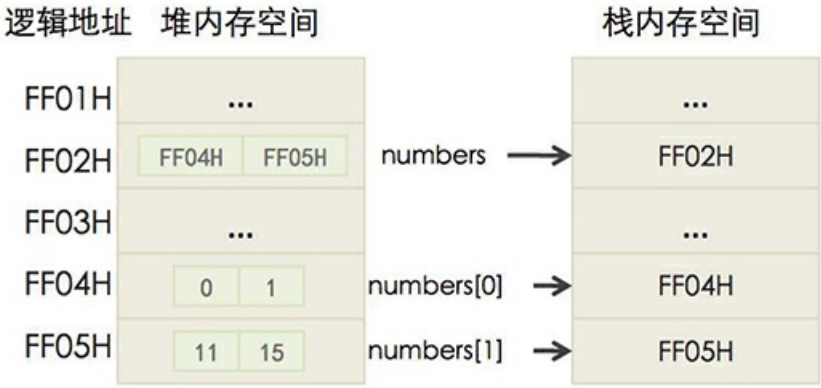 逻辑地址 堆内存空间 栈内存空间
FF01H ... ...
FF02H FF04H FF05H numbers FF02H
FF03H ... ...
FF04H 0 1 numbers[0] FF04H
FF05H 11 15 numbers[1] FF05H